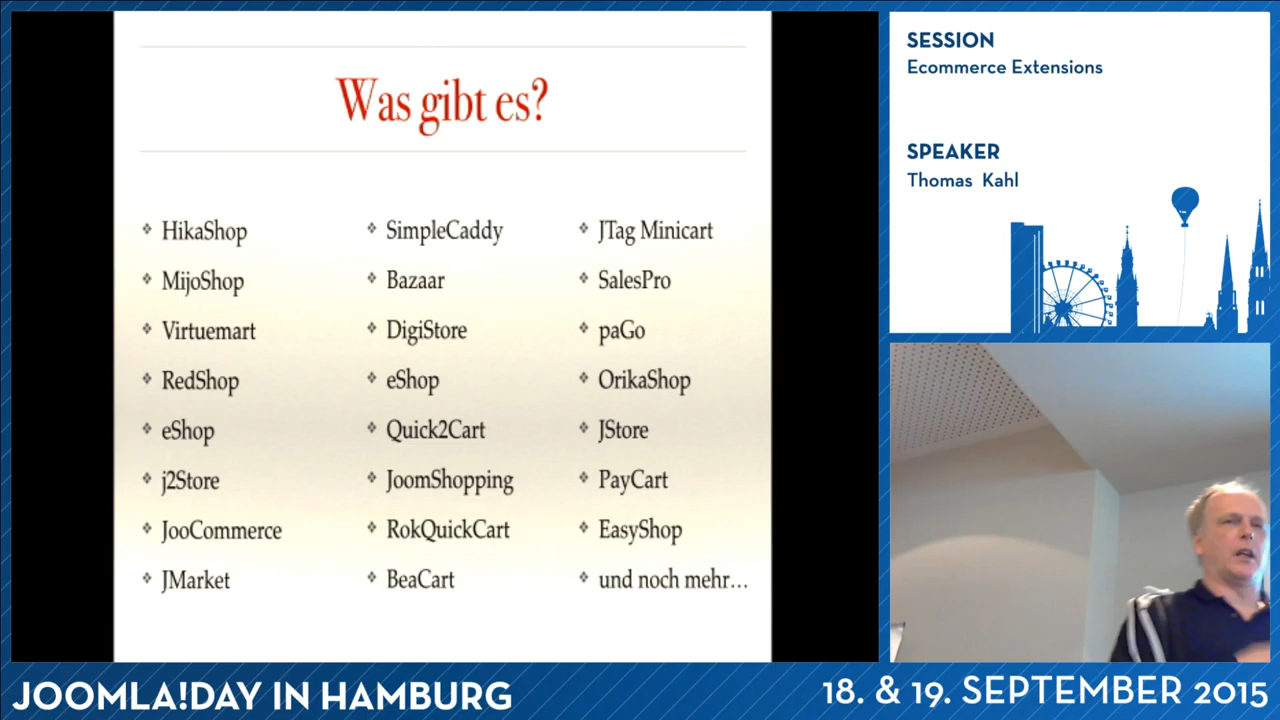 Was gibt es?
HikaShop
MijoShop
Virtuemart
RedShop
eShop
j2Store
JooCommerce
JMarket
SimpleCaddy
Bazaar
DigiStore
eShop
Quick2Cart
JoomShopping
RokQuickCart
BeaCart
JTag Minicart
SalesPro
paGo
OrikaShop
JStore
PayCart
EasyShop
und noch mehr...
SESSION
Ecommerce Extensions
SPEAKER
Thomas Kahl
JOOMLA!DAY IN HAMBURG
18. & 19. SEPTEMBER 2015